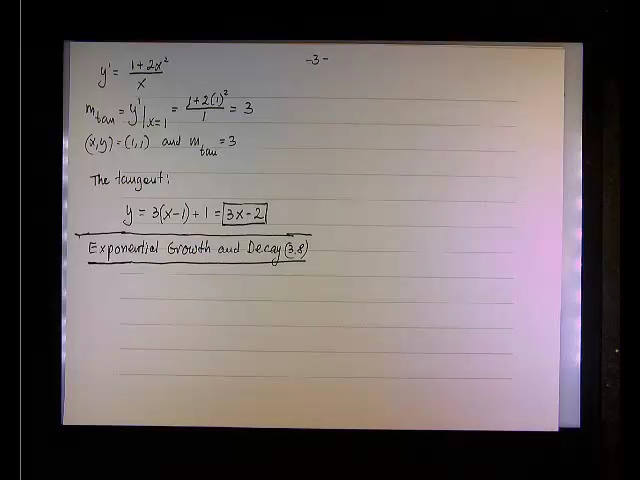 -3-
y' = (1 + 2x²)/x
m_tan = y'|x=1 = (1 + 2(1)²)/1 = 3
(x,y) = (1,1) and m_tan = 3
The tangent:
y = 3(x-1) + 1 = 3x - 2
Exponential Growth and Decay (3.8)